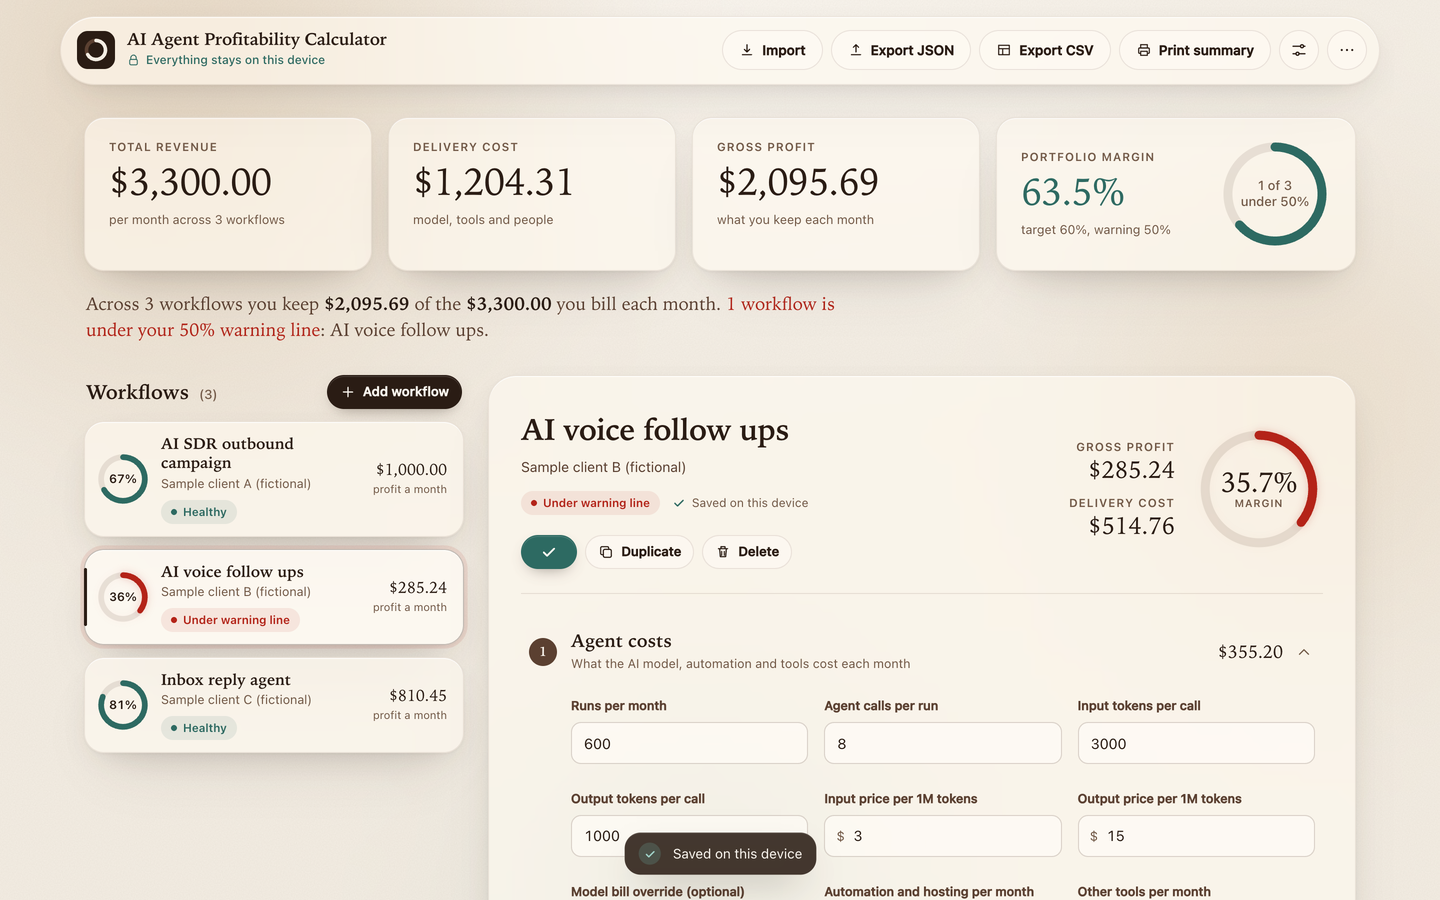 AI Agent Profitability Calculator
Everything stays on this device
Import
Export JSON
Export CSV
Print summary
TOTAL REVENUE
$3,300.00
per month across 3 workflows
DELIVERY COST
$1,204.31
model, tools and people
GROSS PROFIT
$2,095.69
what you keep each month
PORTFOLIO MARGIN
63.5%
target 60%, warning 50%
1 of 3
under 50%
Across 3 workflows you keep $2,095.69 of the $3,300.00 you bill each month. 1 workflow is
under your 50% warning line: AI voice follow ups.
Workflows (3)
Add workflow
67%
AI SDR outbound
campaign
Sample client A (fictional)
Healthy
$1,000.00
profit a month
36%
AI voice follow ups
Sample client B (fictional)
Under warning line
$285.24
profit a month
81%
Inbox reply agent
Sample client C (fictional)
Healthy
$810.45
profit a month
AI voice follow ups
Sample client B (fictional)
Under warning line
Saved on this device
Duplicate
Delete
GROSS PROFIT
$285.24
DELIVERY COST
$514.76
35.7%
MARGIN
1
Agent costs
What the AI model, automation and tools cost each month
$355.20
Runs per month
600
Agent calls per run
8
Input tokens per call
3000
Output tokens per call
1000
Input price per 1M tokens
$ 3
Output price per 1M tokens
$ 15
Saved on this device
Model bill override (optional)
Automation and hosting per month
Other tools per month